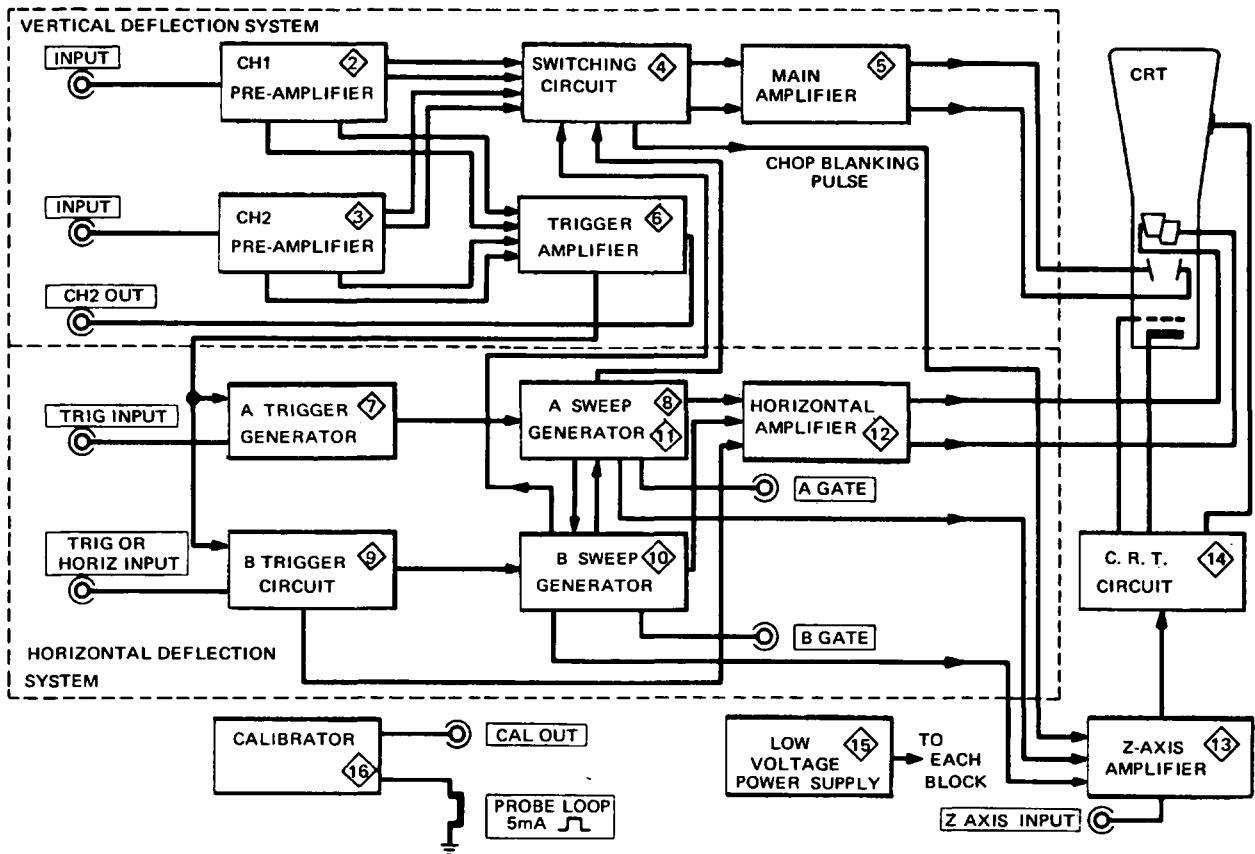 VERTICAL DEFLECTION SYSTEM
INPUT
CH1
2
PRE-AMPLIFIER
SWITCHING
4
CIRCUIT
MAIN
5
AMPLIFIER
CRT
CHOP BLANKING
PULSE
INPUT
CH2
3
PRE-AMPLIFIER
TRIGGER
6
AMPLIFIER
CH2 OUT
TRIG INPUT
A TRIGGER
7
GENERATOR
A SWEEP
8
GENERATOR
11
HORIZONTAL
AMPLIFIER
12
A GATE
TRIG OR
HORIZ INPUT
B TRIGGER
9
CIRCUIT
B SWEEP
10
GENERATOR
B GATE
C. R. T.
14
CIRCUIT
HORIZONTAL DEFLECTION
SYSTEM
CALIBRATOR
16
CAL OUT
PROBE LOOP
5mA
LOW
15
VOLTAGE
POWER SUPPLY
TO
EACH
BLOCK
Z-AXIS
13
AMPLIFIER
Z AXIS INPUT